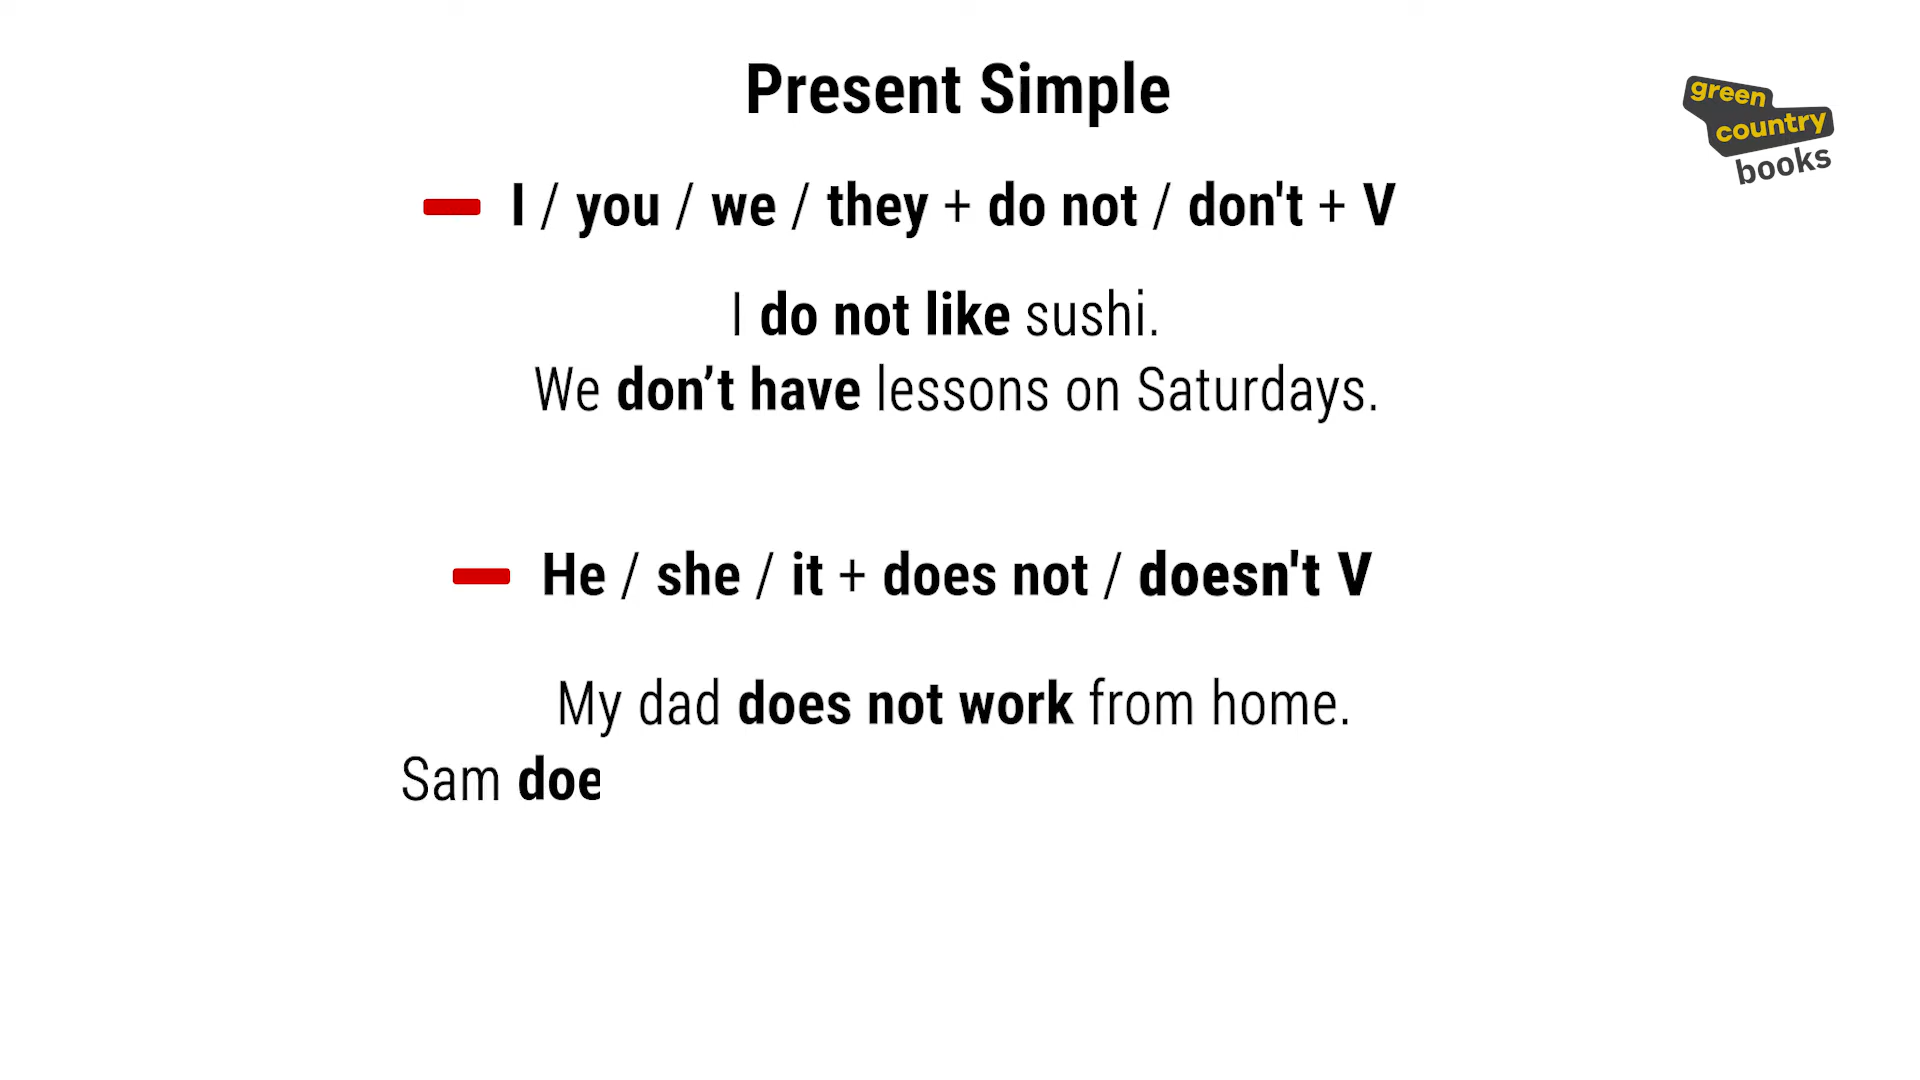 Present Simple
green
country
books
I / you / we / they + do not / don't + V
I do not like sushi.
We don’t have lessons on Saturdays.
He / she / it + does not / doesn't V
My dad does not work from home.
Sam doe